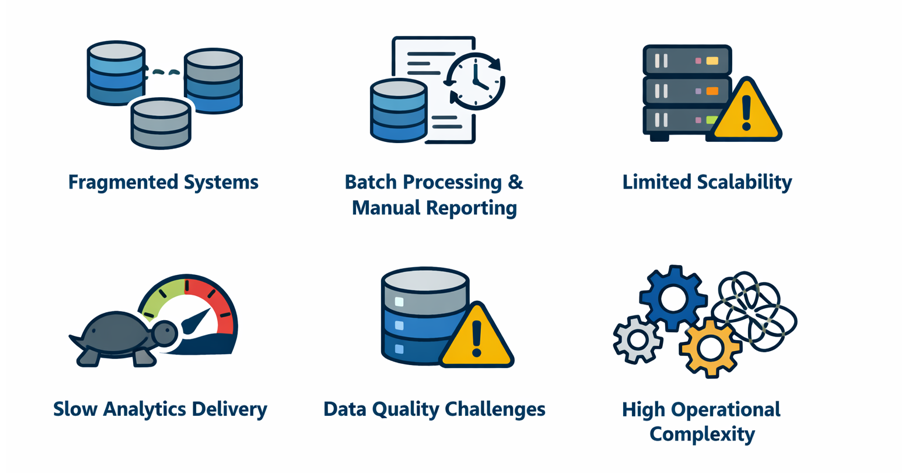 Fragmented Systems
Batch Processing &
Manual Reporting
Limited Scalability
Slow Analytics Delivery
Data Quality Challenges
High Operational
Complexity